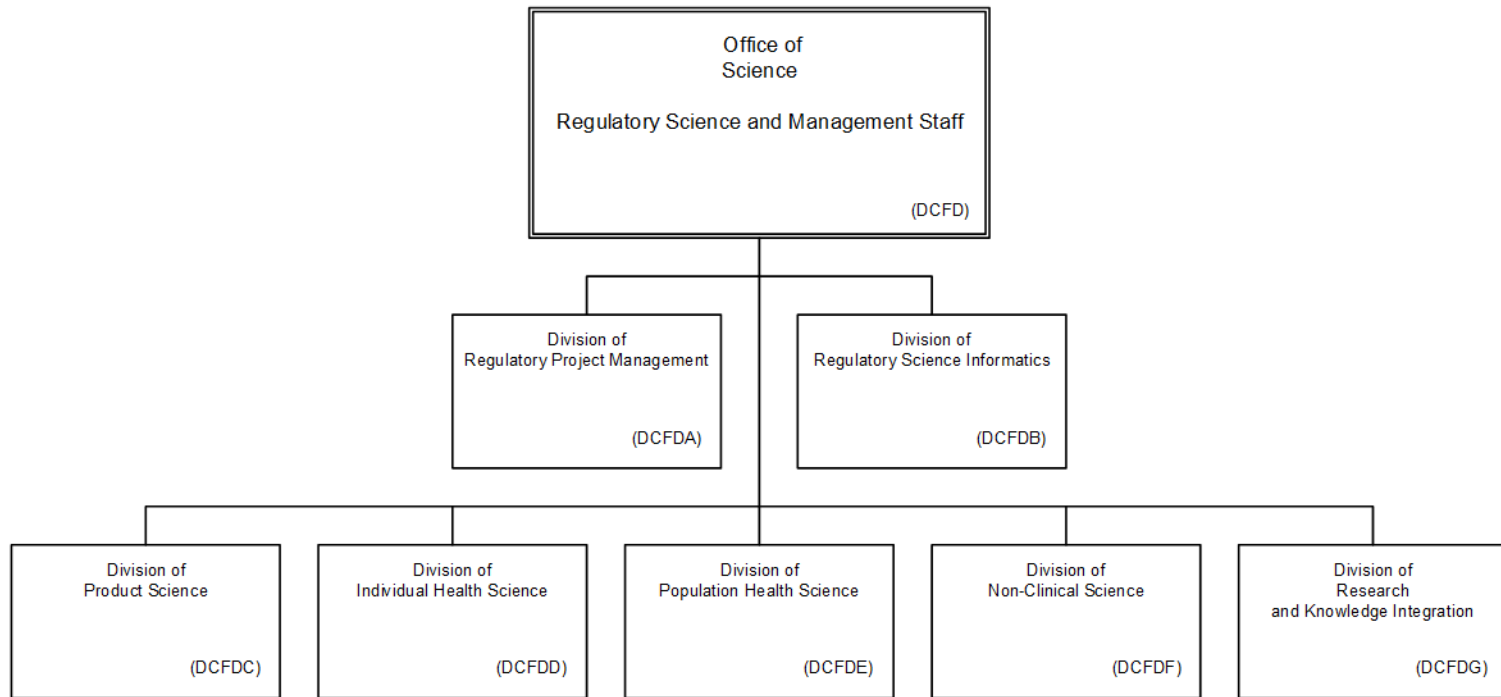 Office of
Science
Regulatory Science and Management Staff
(DCFD)
Division of
Regulatory Project Management
(DCFDA)
Division of
Regulatory Science Informatics
(DCFDB)
Division of
Product Science
(DCFDC)
Division of
Individual Health Science
(DCFDD)
Division of
Population Health Science
(DCFDE)
Division of
Non-Clinical Science
(DCFDF)
Division of
Research
and Knowledge Integration
(DCFDG)